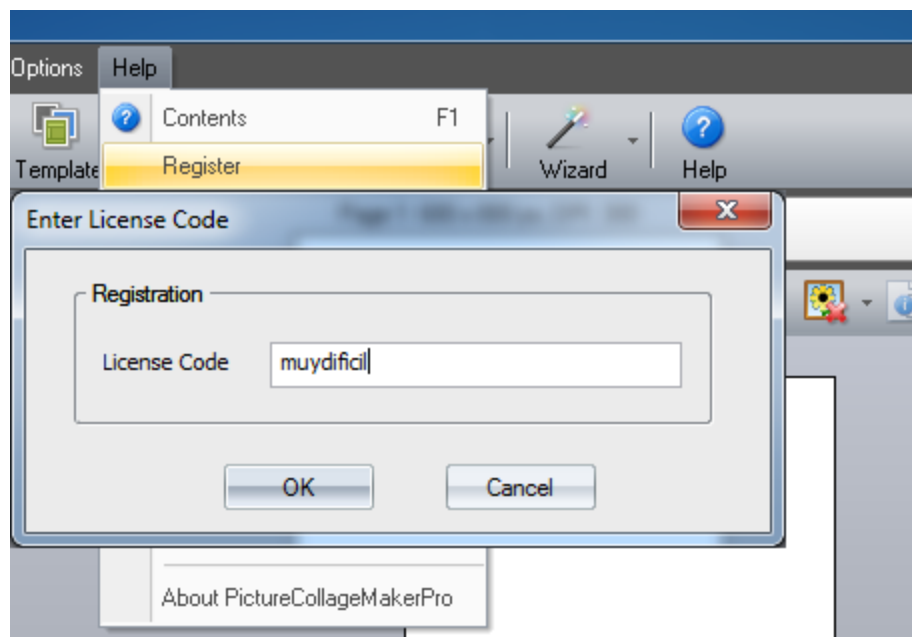 Options Help
Contents F1
Template Register Wizard Help
Enter License Code
Registration
License Code muydificil
OK Cancel
About PictureCollageMakerPro